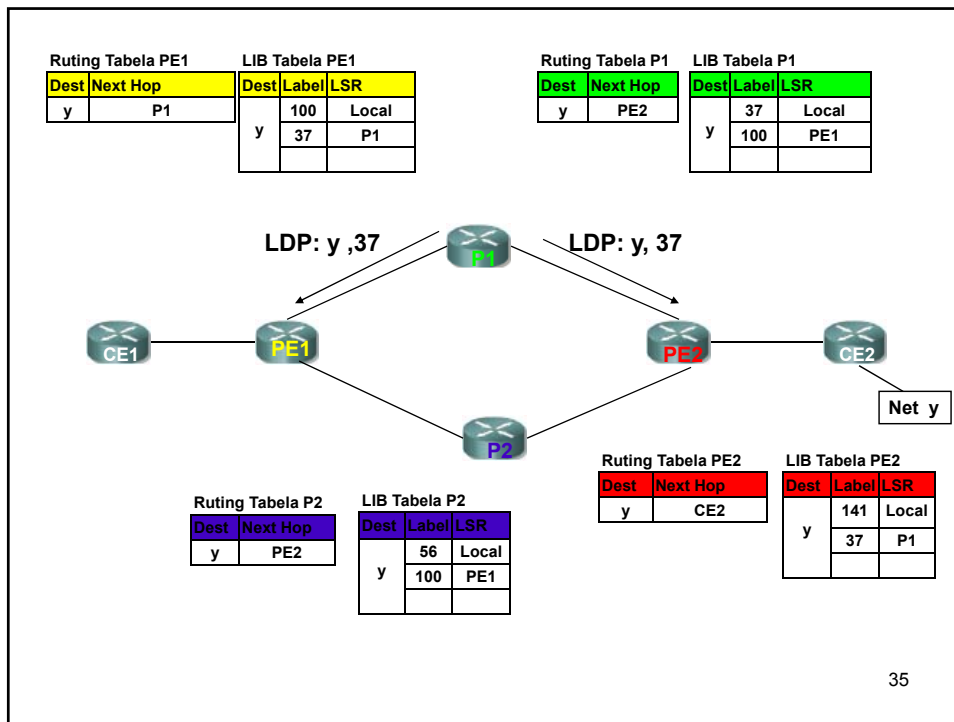 Ruting Tabela PE1
Dest Next Hop
y P1
LIB Tabela PE1
Dest Label LSR
y
100 Local
37 P1
Ruting Tabela P1
Dest Next Hop
y PE2
LIB Tabela P1
Dest Label LSR
y
37 Local
100 PE1
LDP: y ,37
LDP: y, 37
P1
CE1
PE1
PE2
CE2
Net y
P2
Ruting Tabela P2
Dest Next Hop
y PE2
LIB Tabela P2
Dest Label LSR
y
56 Local
100 PE1
Ruting Tabela PE2
Dest Next Hop
y CE2
LIB Tabela PE2
Dest Label LSR
y
141 Local
37 P1
35